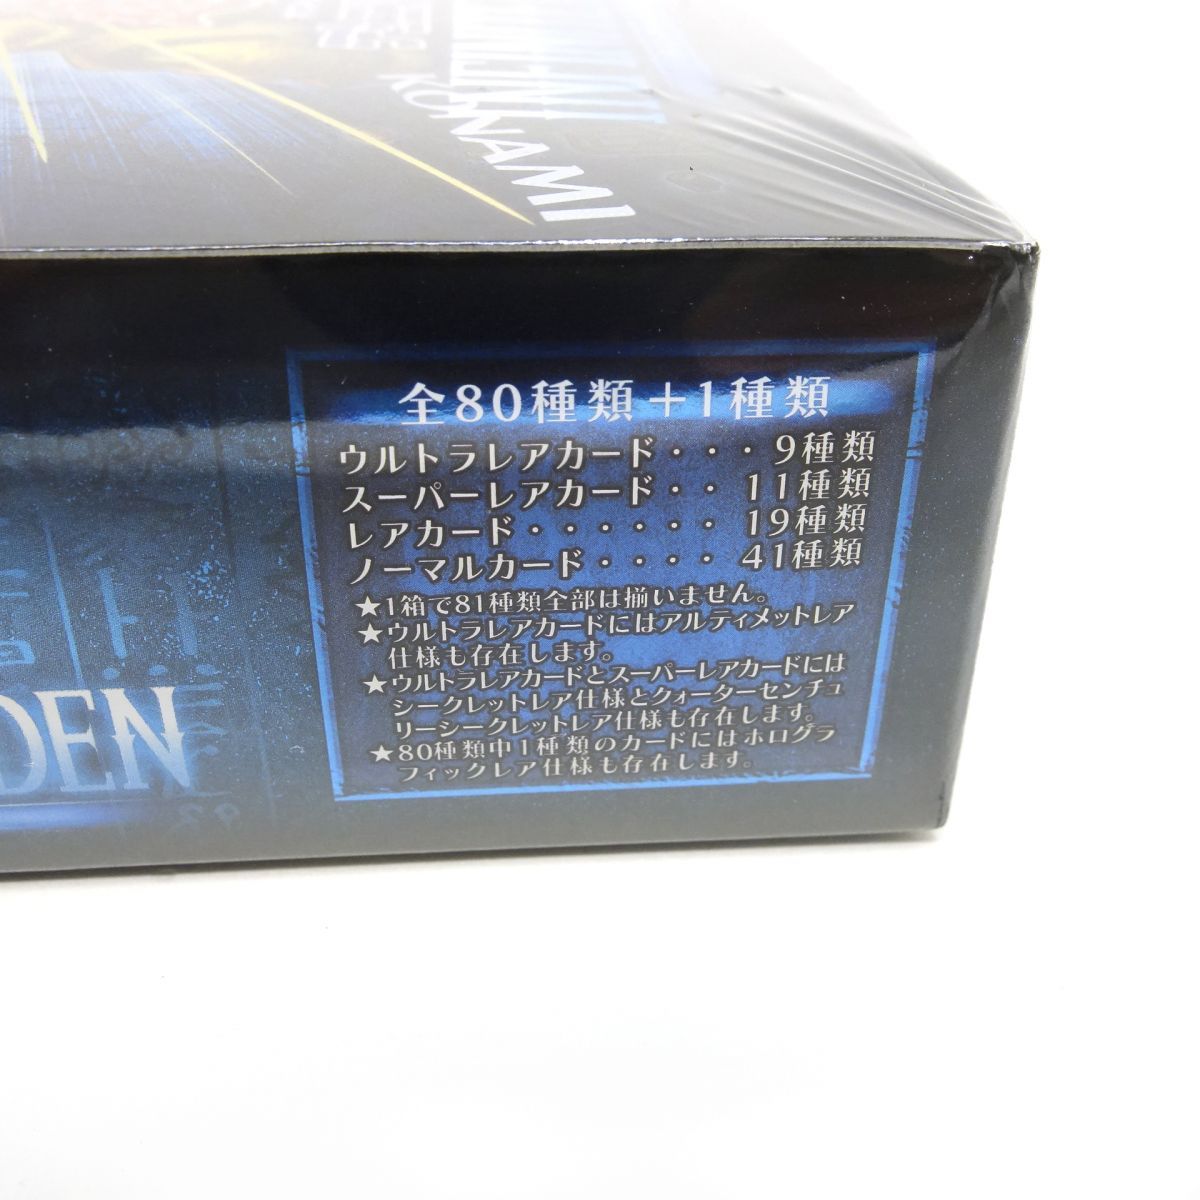 KONAMI
全80種類+1種類
ウルトラレアカード・・・9種類
スーパーレアカード・・11種類
レアカード・・・・・・19種類
ノーマルカード・・・・41種類
★1箱で81種類全部は揃いません。
★ウルトラレアカードにはアルティメットレア
仕様も存在します。
★ウルトラレアカードとスーパーレアカードには
シークレットレア仕様とクォーターセンチュ
リーシークレットレア仕様も存在します。
★80種類中1種類のカードにはホログラ
フィックレア仕様も存在します。
DEN